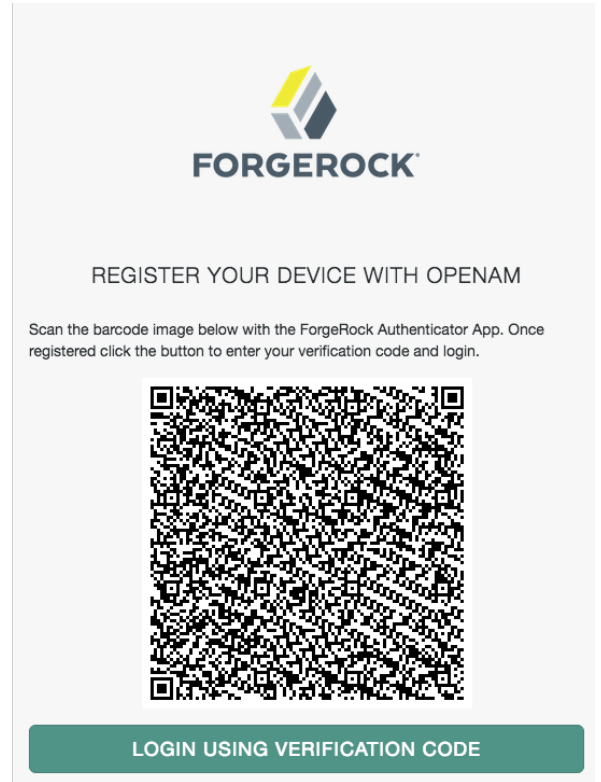 FORGEROCK
REGISTER YOUR DEVICE WITH OPENAM
Scan the barcode image below with the ForgeRock Authenticator App. Once
registered click the button to enter your verification code and login.
LOGIN USING VERIFICATION CODE